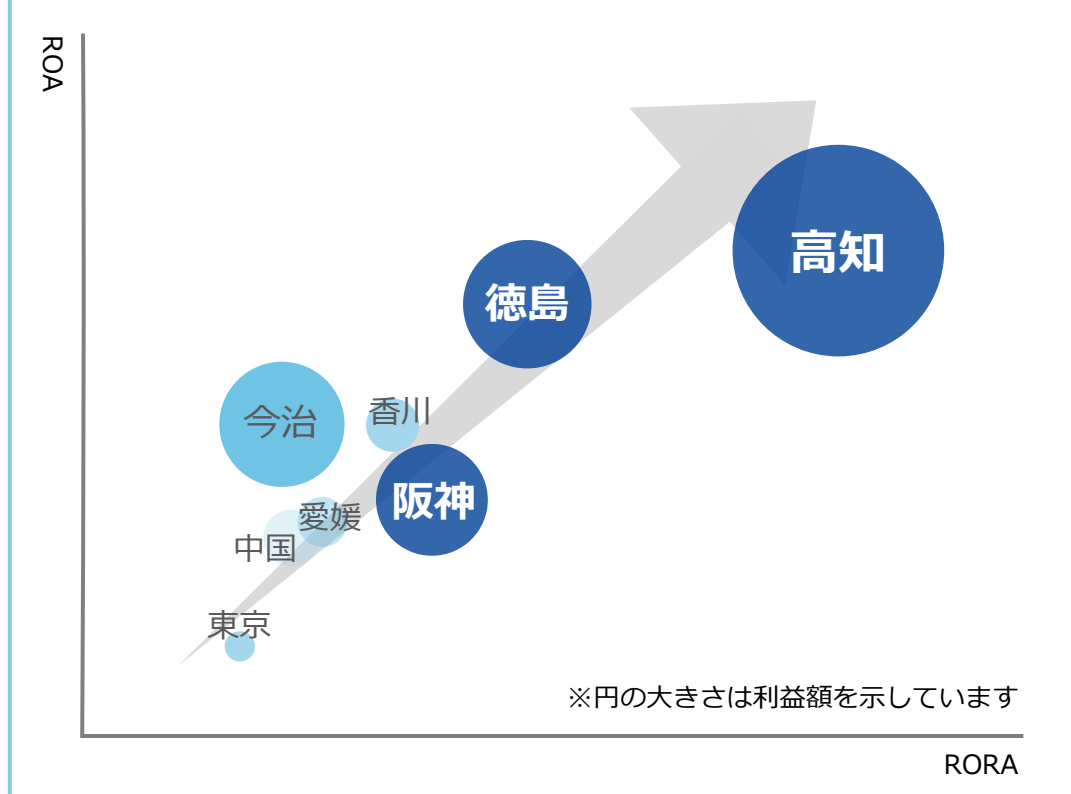 ROA
高知
徳島
香川
今治
阪神
愛媛
中国
東京
※円の大きさは利益額を示しています
RORA